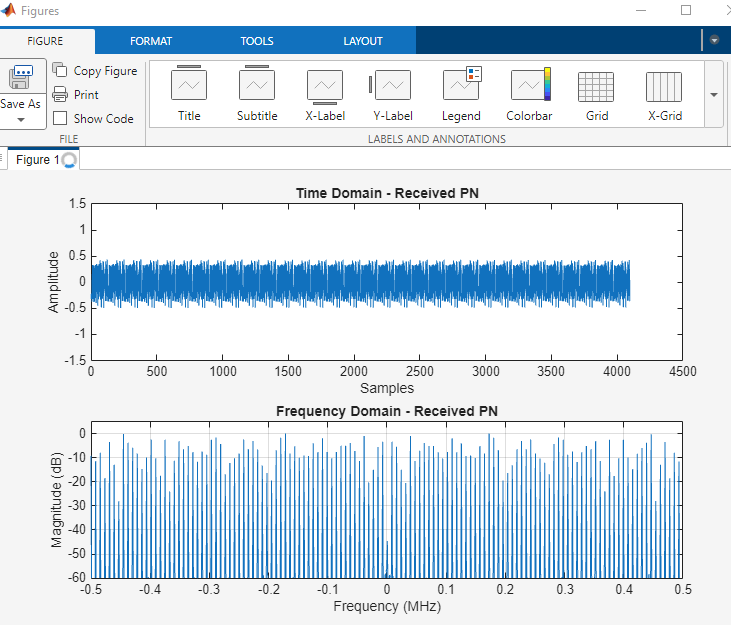 Figures
FIGURE FORMAT TOOLS LAYOUT
Save As
Copy Figure
Print
Show Code
FILE
Title Subtitle X-Label Y-Label Legend Colorbar Grid X-Grid
LABELS AND ANNOTATIONS
Figure 1
Time Domain - Received PN
1.5
1
0.5
0
-0.5
-1
-1.5
Amplitude
0 500 1000 1500 2000 2500 3000 3500 4000 4500
Samples
Frequency Domain - Received PN
0
-10
-20
-30
-40
-50
-60
Magnitude (dB)
-0.5 -0.4 -0.3 -0.2 -0.1 0 0.1 0.2 0.3 0.4 0.5
Frequency (MHz)